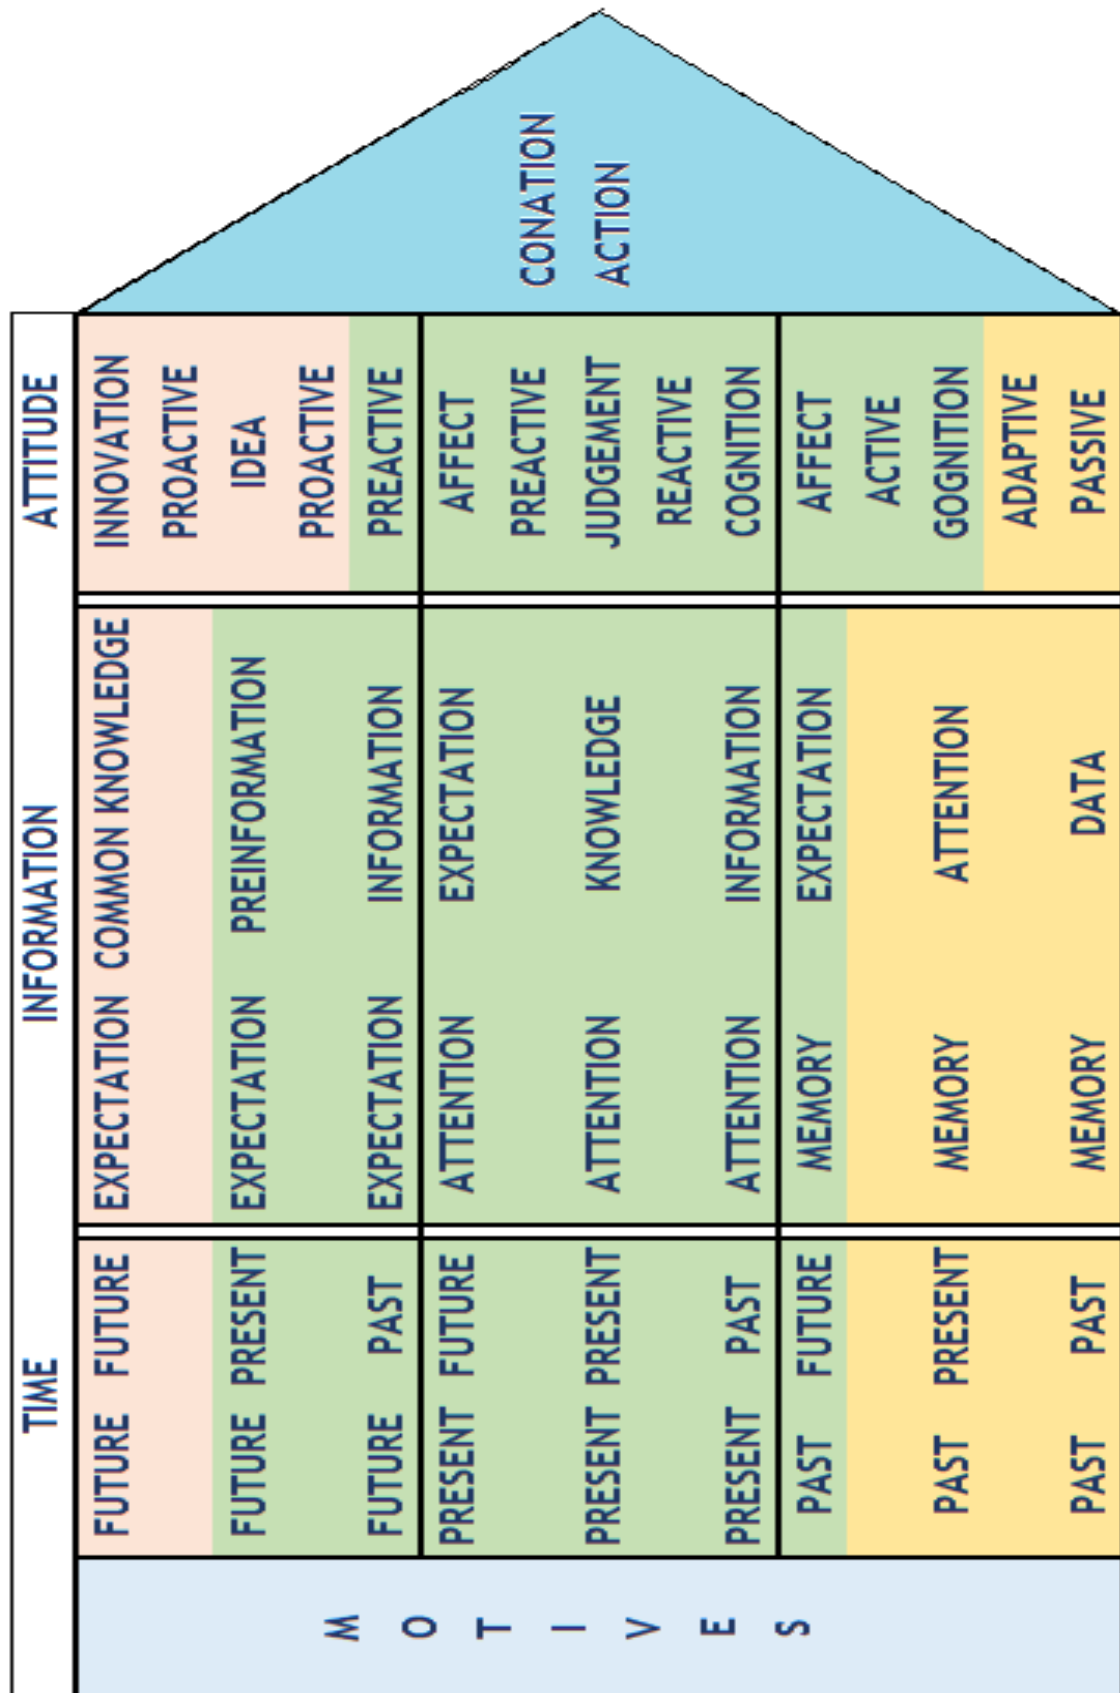 TIME INFORMATION ATTITUDE
MOTIVES
FUTURE FUTURE EXPECTATION COMMON KNOWLEDGE INNOVATION
PROACTIVE
FUTURE PRESENT EXPECTATION PREINFORMATION IDEA
PROACTIVE
FUTURE PAST EXPECTATION INFORMATION PREACTIVE
PRESENT FUTURE ATTENTION EXPECTATION AFFECT
PREACTIVE
PRESENT PRESENT ATTENTION KNOWLEDGE JUDGEMENT
REACTIVE
PRESENT PAST ATTENTION INFORMATION COGNITION
PAST FUTURE MEMORY EXPECTATION AFFECT
ACTIVE
PAST PRESENT MEMORY ATTENTION GOGNITION
ADAPTIVE
PAST PAST MEMORY DATA PASSIVE
CONATION
ACTION